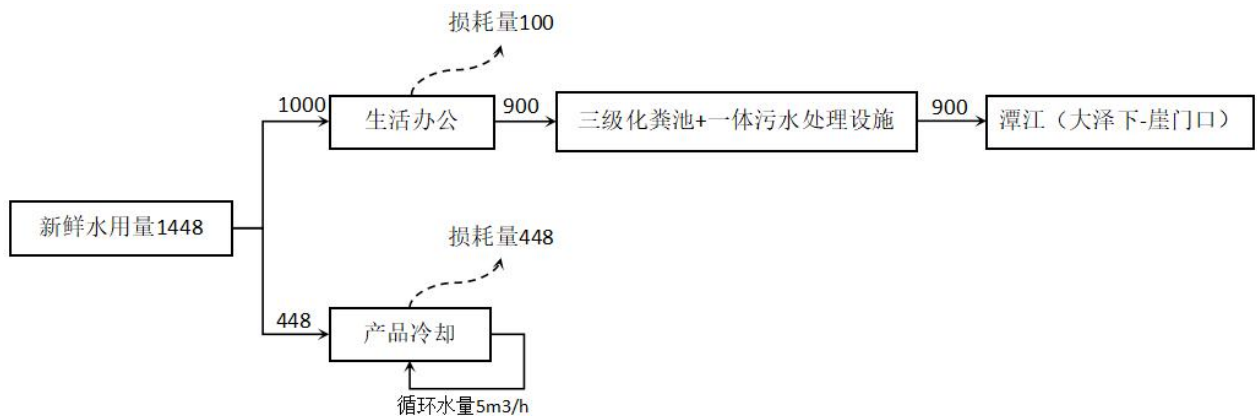 损耗量100
1000
生活办公
900
三级化粪池+一体污水处理设施
900
潭江（大泽下-崖门口）
新鲜水用量1448
损耗量448
448
产品冷却
循环水量5m3/h